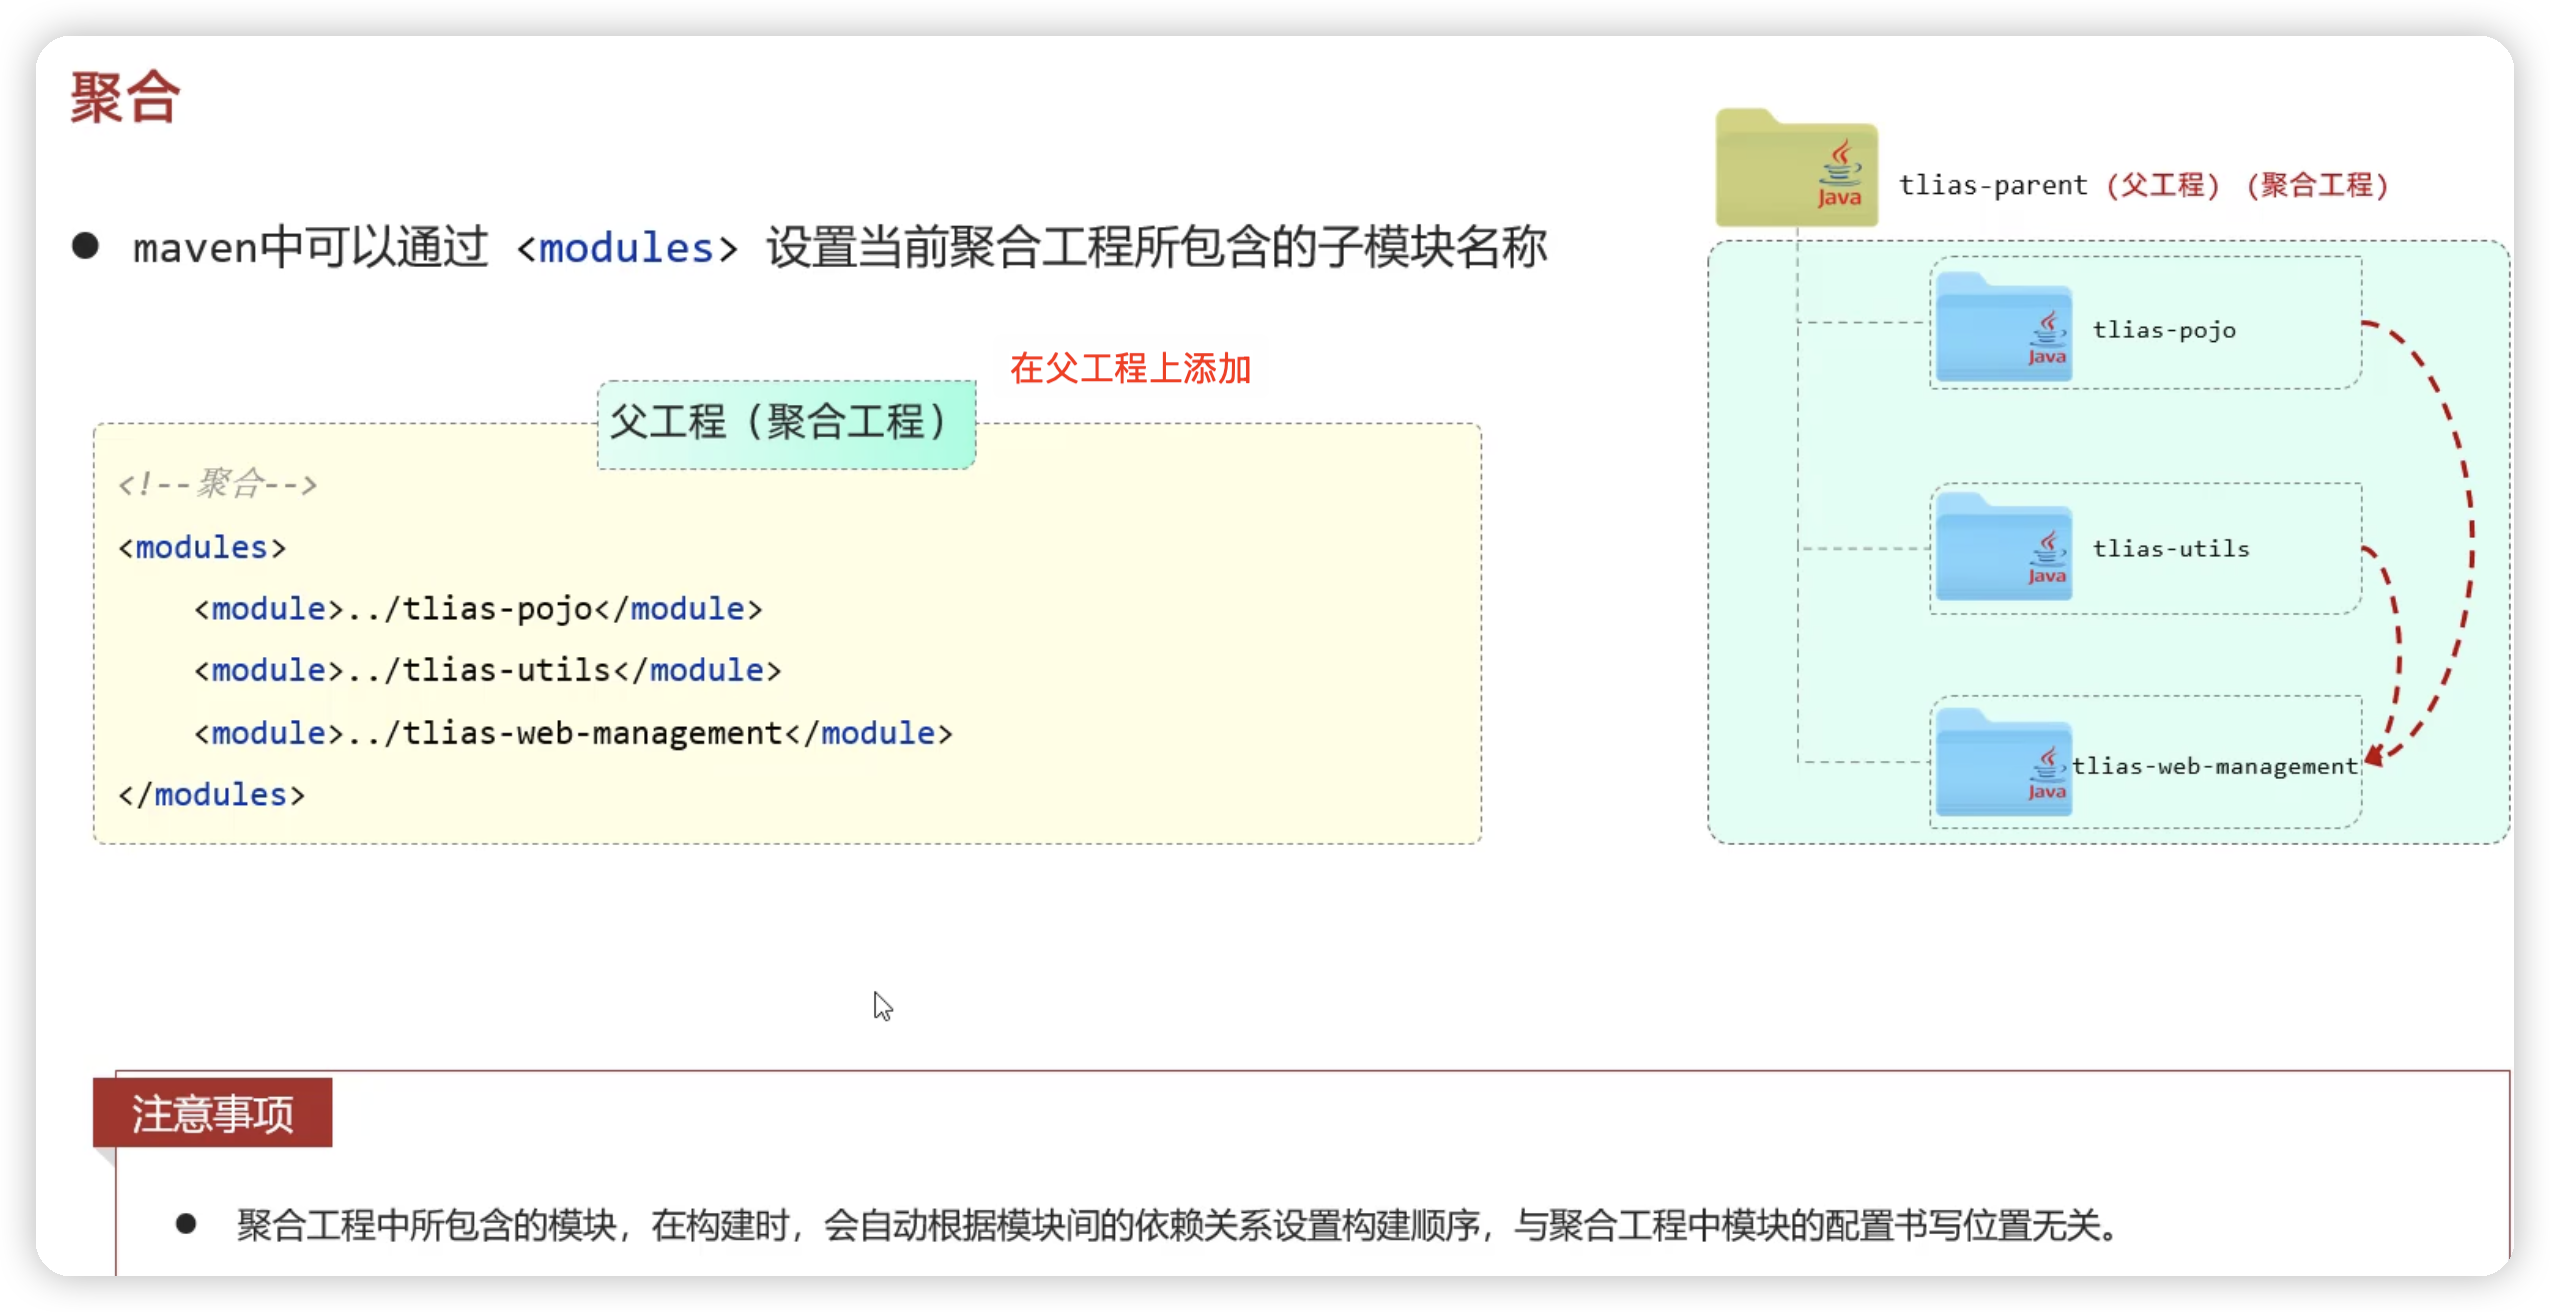 聚合
maven中可以通过 <modules> 设置当前聚合工程所包含的子模块名称
在父工程上添加
父工程（聚合工程）
<!--聚合-->
<modules>
<module>../tlias-pojo</module>
<module>../tlias-utils</module>
<module>../tlias-web-management</module>
</modules>
Java
tlias-parent（父工程）（聚合工程）
Java
tlias-pojo
Java
tlias-utils
Java
tlias-web-management
注意事项
聚合工程中所包含的模块，在构建时，会自动根据模块间的依赖关系设置构建顺序，与聚合工程中模块的配置书写位置无关。